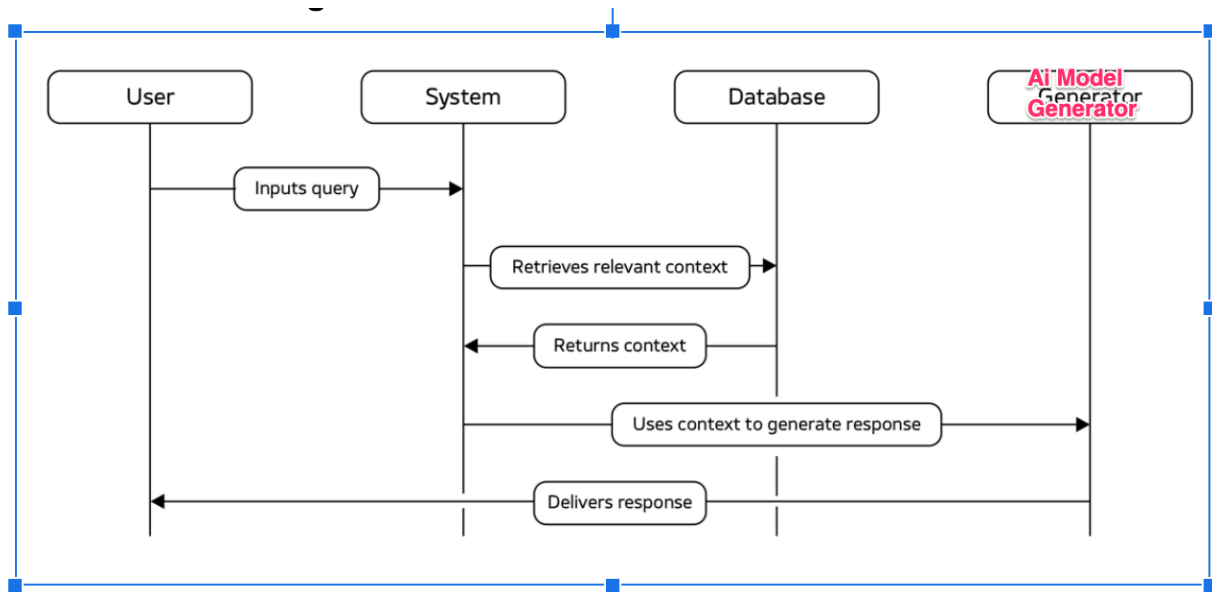 User
System
Database
Generator
Ai Model
Generator
Inputs query
Retrieves relevant context
Returns context
Uses context to generate response
Delivers response